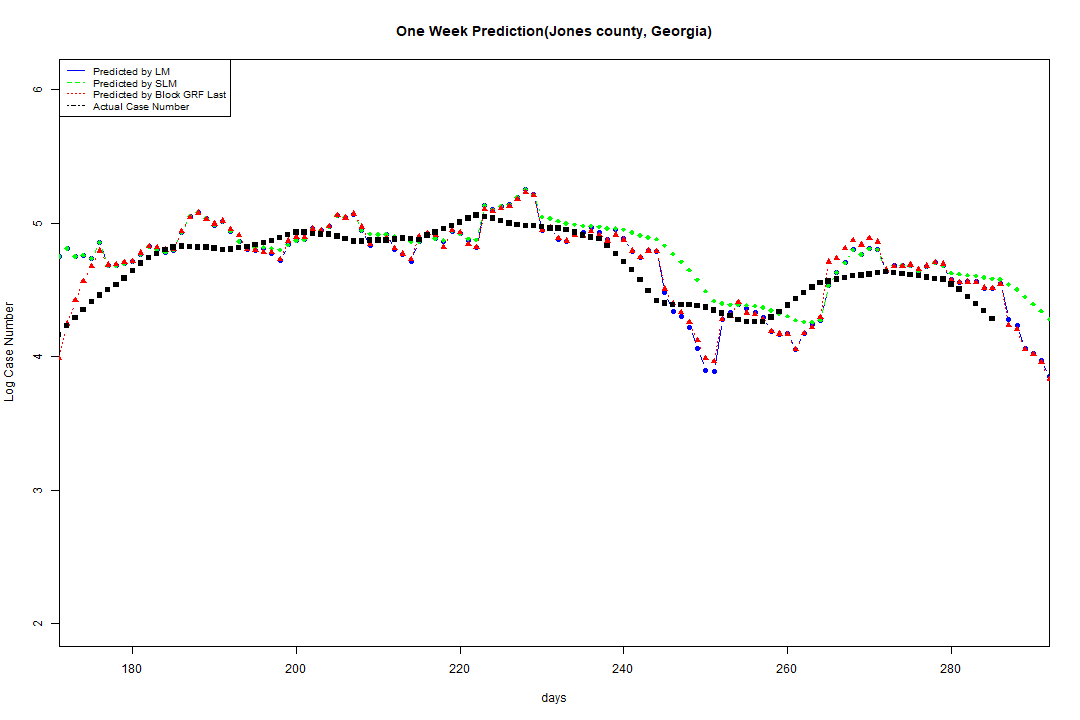 One Week Prediction(Jones county, Georgia)
Predicted by LM
Predicted by SLM
Predicted by Block GRF Last
Actual Case Number
6
5
4
3
2
Log Case Number
180 200 220 240 260 280
days